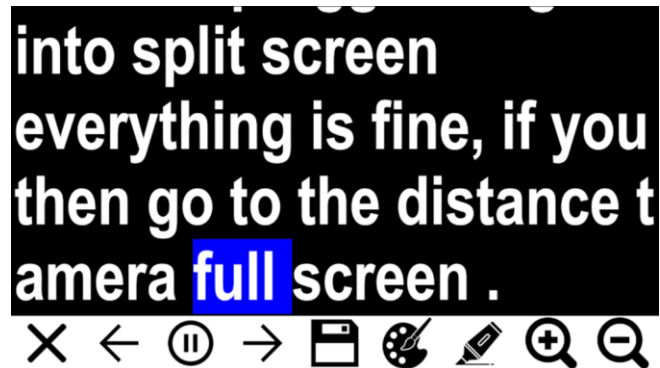 into split screen
everything is fine, if you
then go to the distance t
amera full screen .